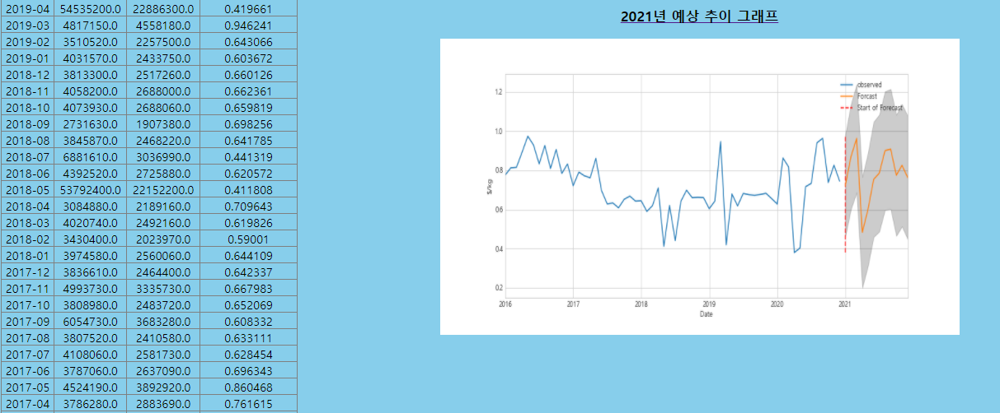 2019-04 54535200.0 22886300.0 0.419661
2019-03 4817150.0 4558180.0 0.946241
2019-02 3510520.0 2257500.0 0.643066
2019-01 4031570.0 2433750.0 0.603672
2018-12 3813300.0 2517260.0 0.660126
2018-11 4058200.0 2688000.0 0.662361
2018-10 4073930.0 2688060.0 0.659819
2018-09 2731630.0 1907380.0 0.698256
2018-08 3845870.0 2468220.0 0.641785
2018-07 6881610.0 3036990.0 0.441319
2018-06 4392520.0 2725880.0 0.620572
2018-05 53792400.0 22152200.0 0.411808
2018-04 3084880.0 2189160.0 0.709643
2018-03 4020740.0 2492160.0 0.619826
2018-02 3430400.0 2023970.0 0.59001
2018-01 3974580.0 2560060.0 0.644109
2017-12 3836610.0 2464400.0 0.642337
2017-11 4993730.0 3335730.0 0.667983
2017-10 3808980.0 2483720.0 0.652069
2017-09 6054730.0 3683280.0 0.608332
2017-08 3807520.0 2410580.0 0.633111
2017-07 4108060.0 2581730.0 0.628454
2017-06 3787060.0 2637090.0 0.696343
2017-05 4524190.0 3892920.0 0.860468
2017-04 3786280.0 2883690.0 0.761615
2021년 예상 추이 그래프
observed
Forcast
Start of Forecast
1.2
1.0
0.8
0.6
0.4
0.2
$/kg
2016 2017 2018 2019 2020 2021
Date